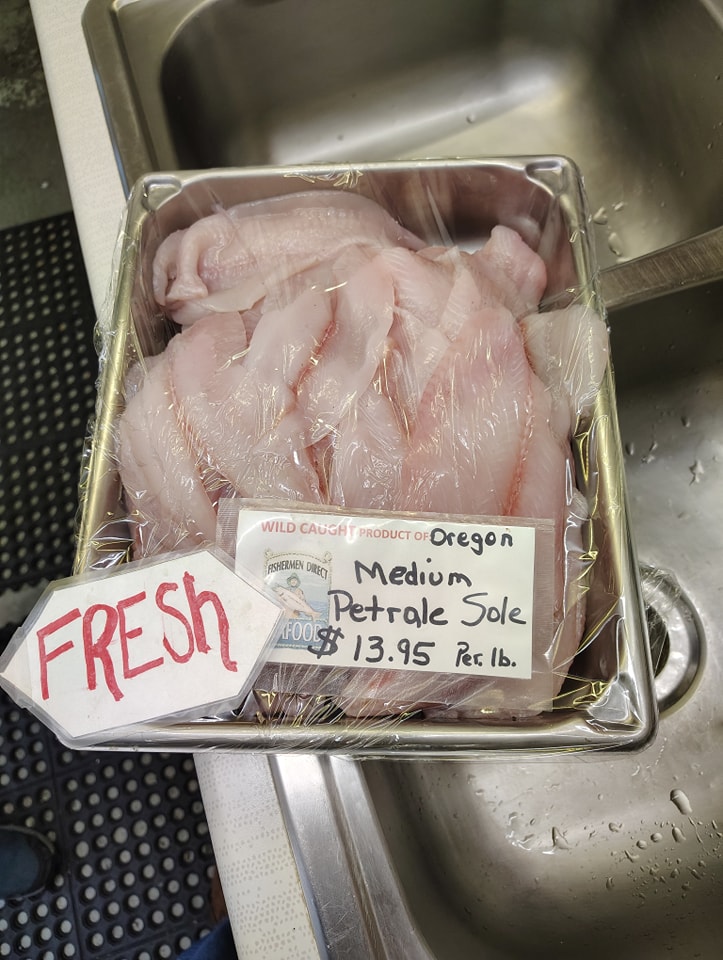 WILD CAUGHT PRODUCT OF: Oregon
FISHERMEN DIRECT
Medium
Petrale Sole
$ 13.95 Per. lb.
FRESh